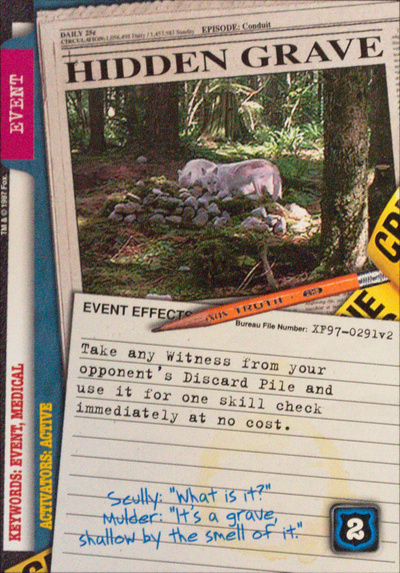 DAILY 25¢
EPISODE: Conduit
HIDDEN GRAVE
EVENT
TM & © 1997 Fox.
EVENT EFFECTS
TRUTH
Bureau File Number: XF97-0291v2
Take any Witness from your
opponent's Discard Pile and
use it for one skill check
immediately at no cost.
KEYWORDS: EVENT, MEDICAL
ACTIVATORS: ACTIVE
Scully: "What is it?"
Mulder: "It's a grave,
shallow by the smell of it."
2